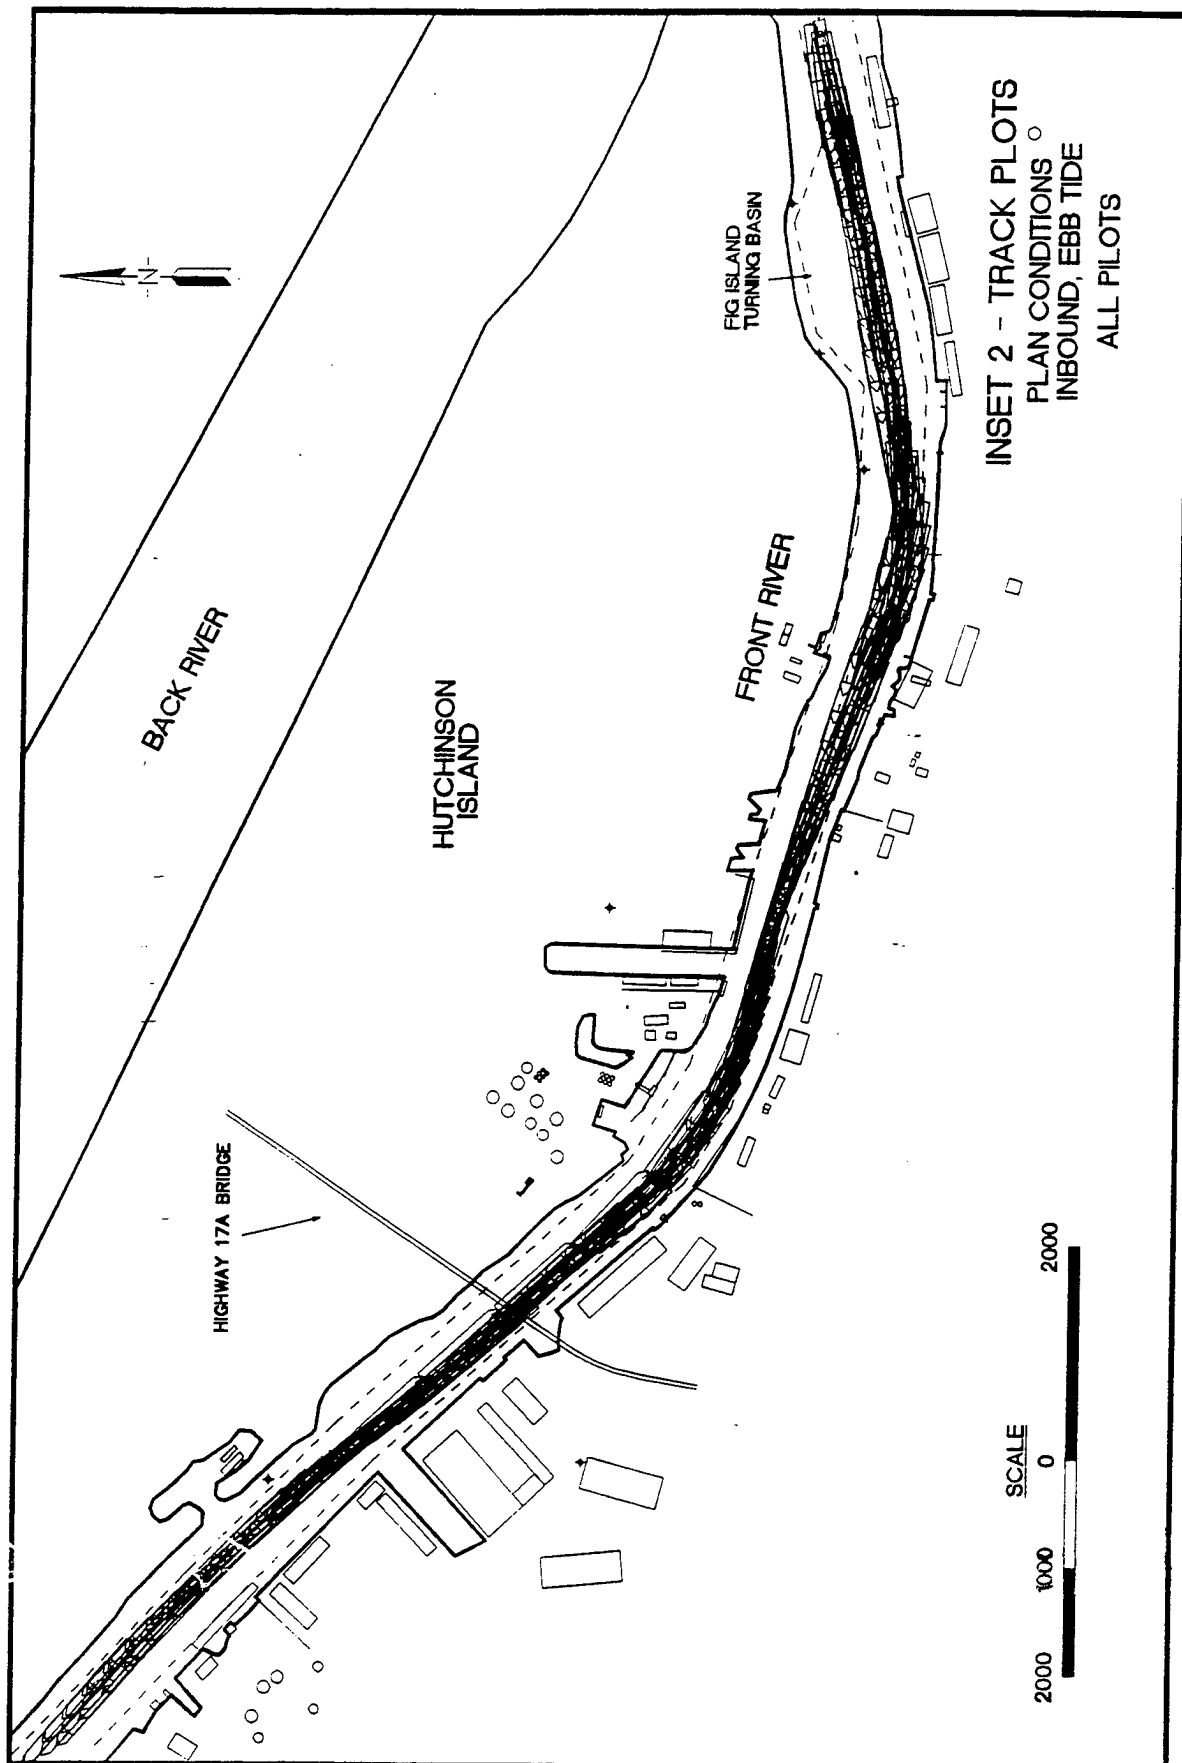 BACK RIVER
HUTCHINSON
ISLAND
FRONT RIVER
FIG ISLAND
TURNING BASIN
HIGHWAY 17A BRIDGE
-N-
INSET 2 - TRACK PLOTS
PLAN CONDITIONS
INBOUND, EBB TIDE
ALL PILOTS
SCALE
2000 1000 0 2000